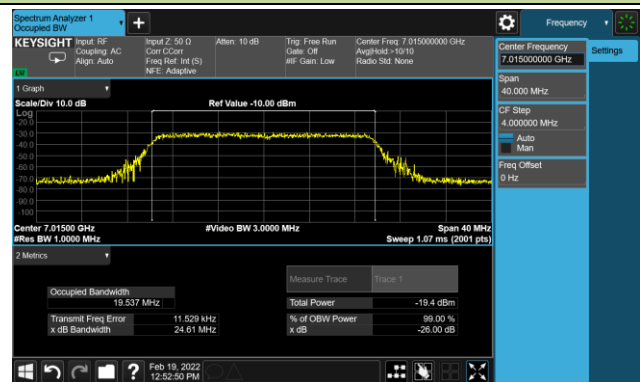 Spectrum Analyzer 1
Occupied BW
Frequency
KEYSIGHT
Input: RF
Coupling: AC
Align: Auto
Input Z: 50 Ω
Corr CCorr
Freq Ref: Int (S)
NFE: Adaptive
Atten: 10 dB
Trig: Free Run
Gate: Off
#IF Gain: Low
Center Freq: 7.015000000 GHz
Avg|Hold:>10/10
Radio Std: None
Center Frequency
7.015000000 GHz
Settings
Span
40.000 MHz
CF Step
4.000000 MHz
Auto
Man
Freq Offset
0 Hz
1 Graph
Scale/Div 10.0 dB
Ref Value -10.00 dBm
Log
-20.0
-30.0
-40.0
-50.0
-60.0
-70.0
-80.0
-90.0
-100
Center 7.01500 GHz
#Video BW 3.0000 MHz
Span 40 MHz
#Res BW 1.0000 MHz
Sweep 1.07 ms (2001 pts)
2 Metrics
Measure Trace
Trace 1
Occupied Bandwidth
19.537 MHz
Total Power
-19.4 dBm
Transmit Freq Error
11.529 kHz
% of OBW Power
99.00 %
x dB Bandwidth
24.61 MHz
x dB
-26.00 dB
?
Feb 19, 2022
12:52:50 PM